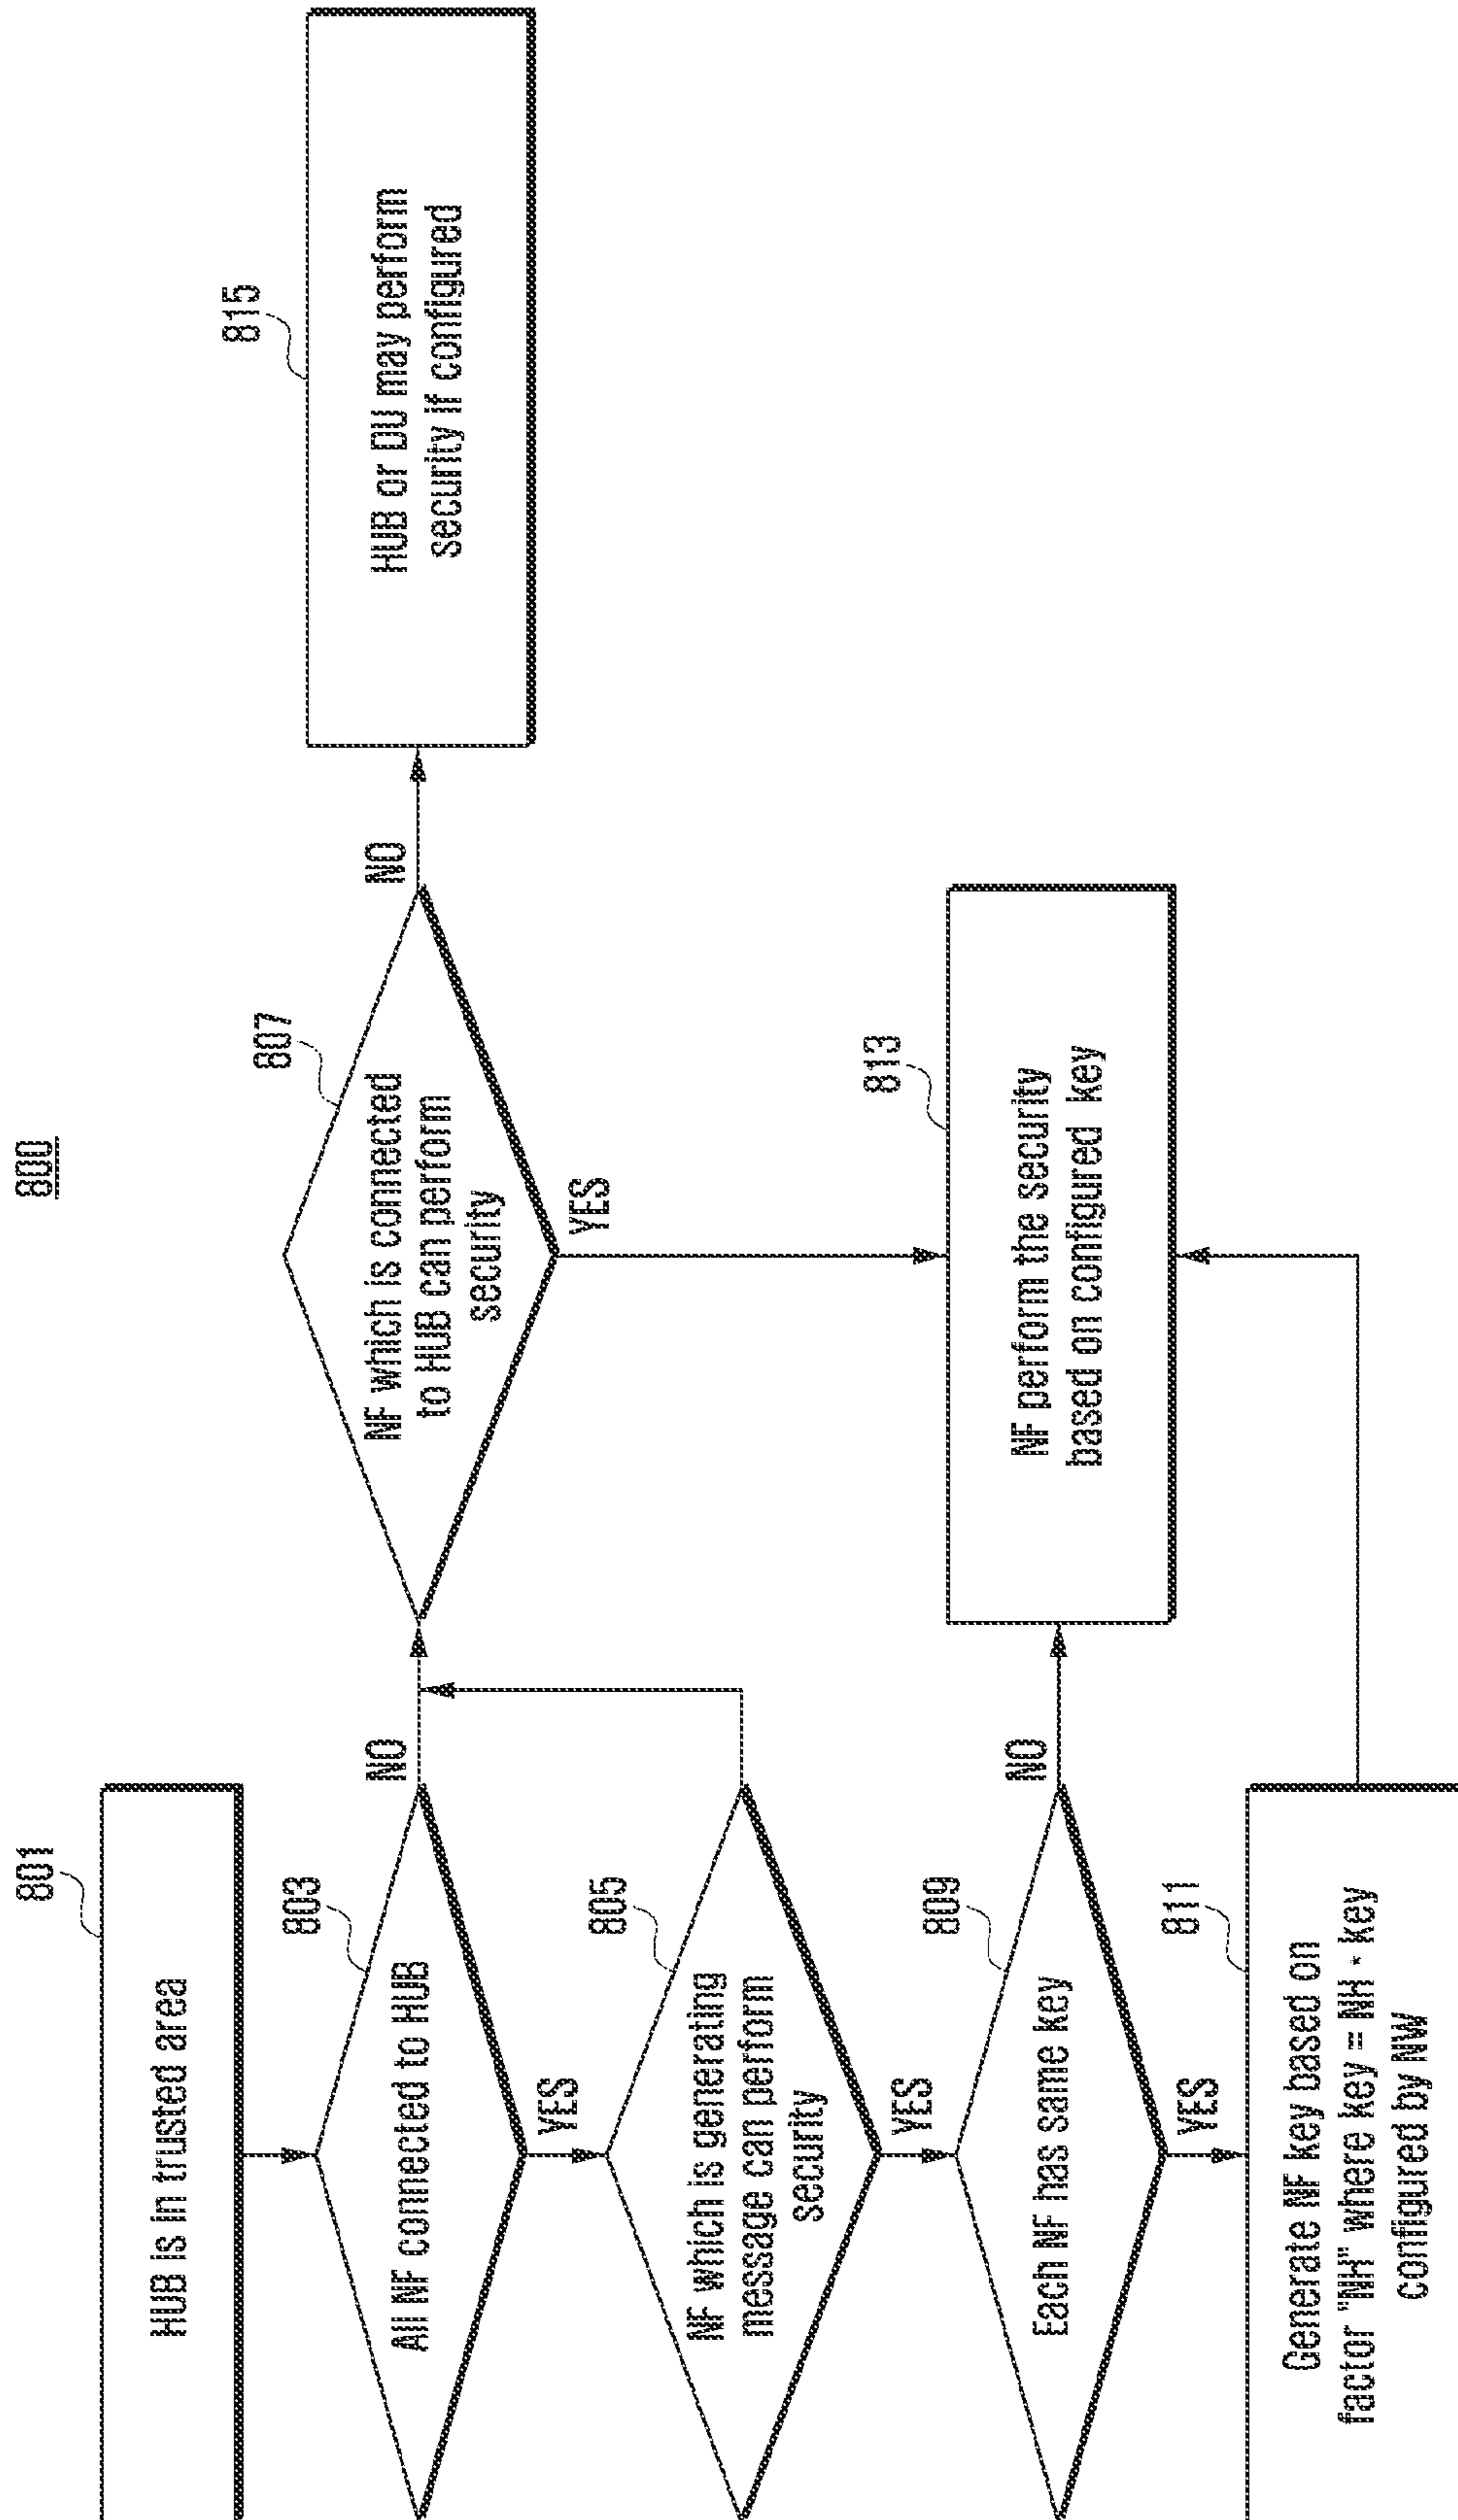 800
801
HUB is in trusted area
803
All NF connected to HUB
NO
YES
805
NF which is generating
message can perform
security
YES
807
NF which is connected
to HUB can perform
security
NO
YES
815
HUB or DU may perform
security if configured
809
Each NF has same key
NO
YES
811
Generate NF key based on
factor "NH" where key = NH * key
configured by NW
813
NF perform the security
based on configured key